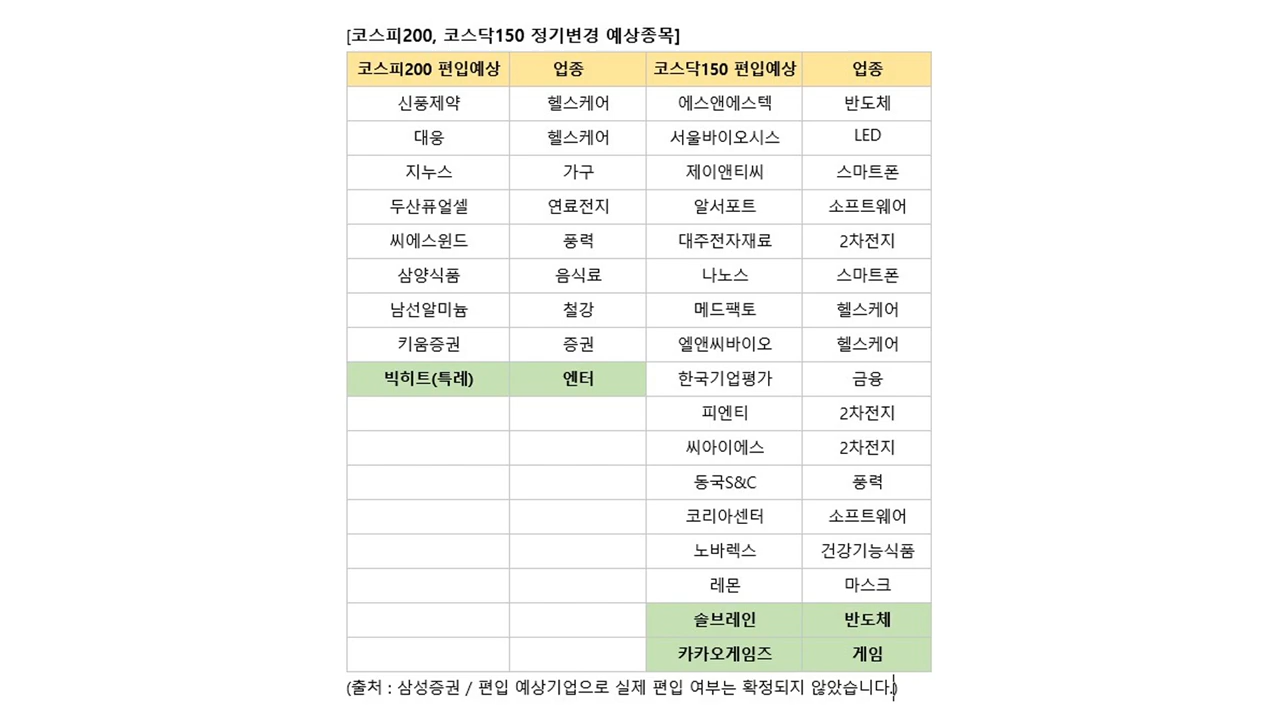 [코스피200, 코스닥150 정기변경 예상종목]
코스피200 편입예상 업종 코스닥150 편입예상 업종
신풍제약 헬스케어 에스앤에스텍 반도체
대웅 헬스케어 서울바이오시스 LED
지누스 가구 제이앤티씨 스마트폰
두산퓨얼셀 연료전지 알서포트 소프트웨어
씨에스윈드 풍력 대주전자재료 2차전지
삼양식품 음식료 나노스 스마트폰
남선알미늄 철강 메드팩토 헬스케어
키움증권 증권 엘앤씨바이오 헬스케어
빅히트(특례) 엔터 한국기업평가 금융
피엔티 2차전지
씨아이에스 2차전지
동국S&C 풍력
코리아센터 소프트웨어
노바렉스 건강기능식품
레몬 마스크
솔브레인 반도체
카카오게임즈 게임
(출처 : 삼성증권 / 편입 예상기업으로 실제 편입 여부는 확정되지 않았습니다.)